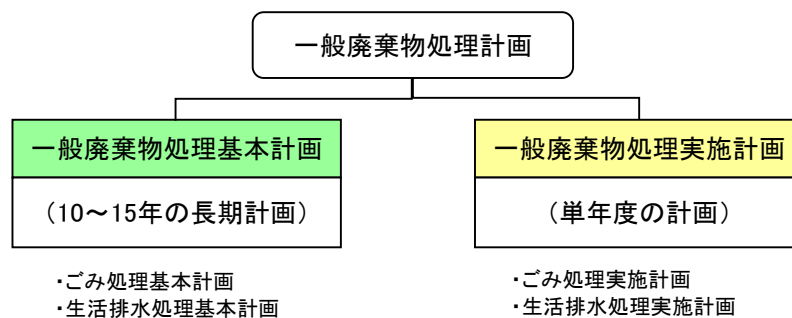 一般廃棄物処理計画
一般廃棄物処理基本計画
（10～15年の長期計画）
・ごみ処理基本計画
・生活排水処理基本計画
一般廃棄物処理実施計画
（単年度の計画）
・ごみ処理実施計画
・生活排水処理実施計画